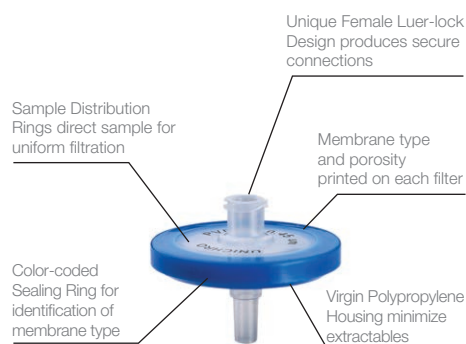 Unique Female Luer-lock
Design produces secure
connections
Sample Distribution
Rings direct sample for
uniform filtration
Membrane type
and porosity
printed on each filter
Color-coded
Sealing Ring for
identification of
membrane type
Virgin Polypropylene
Housing minimize
extractables